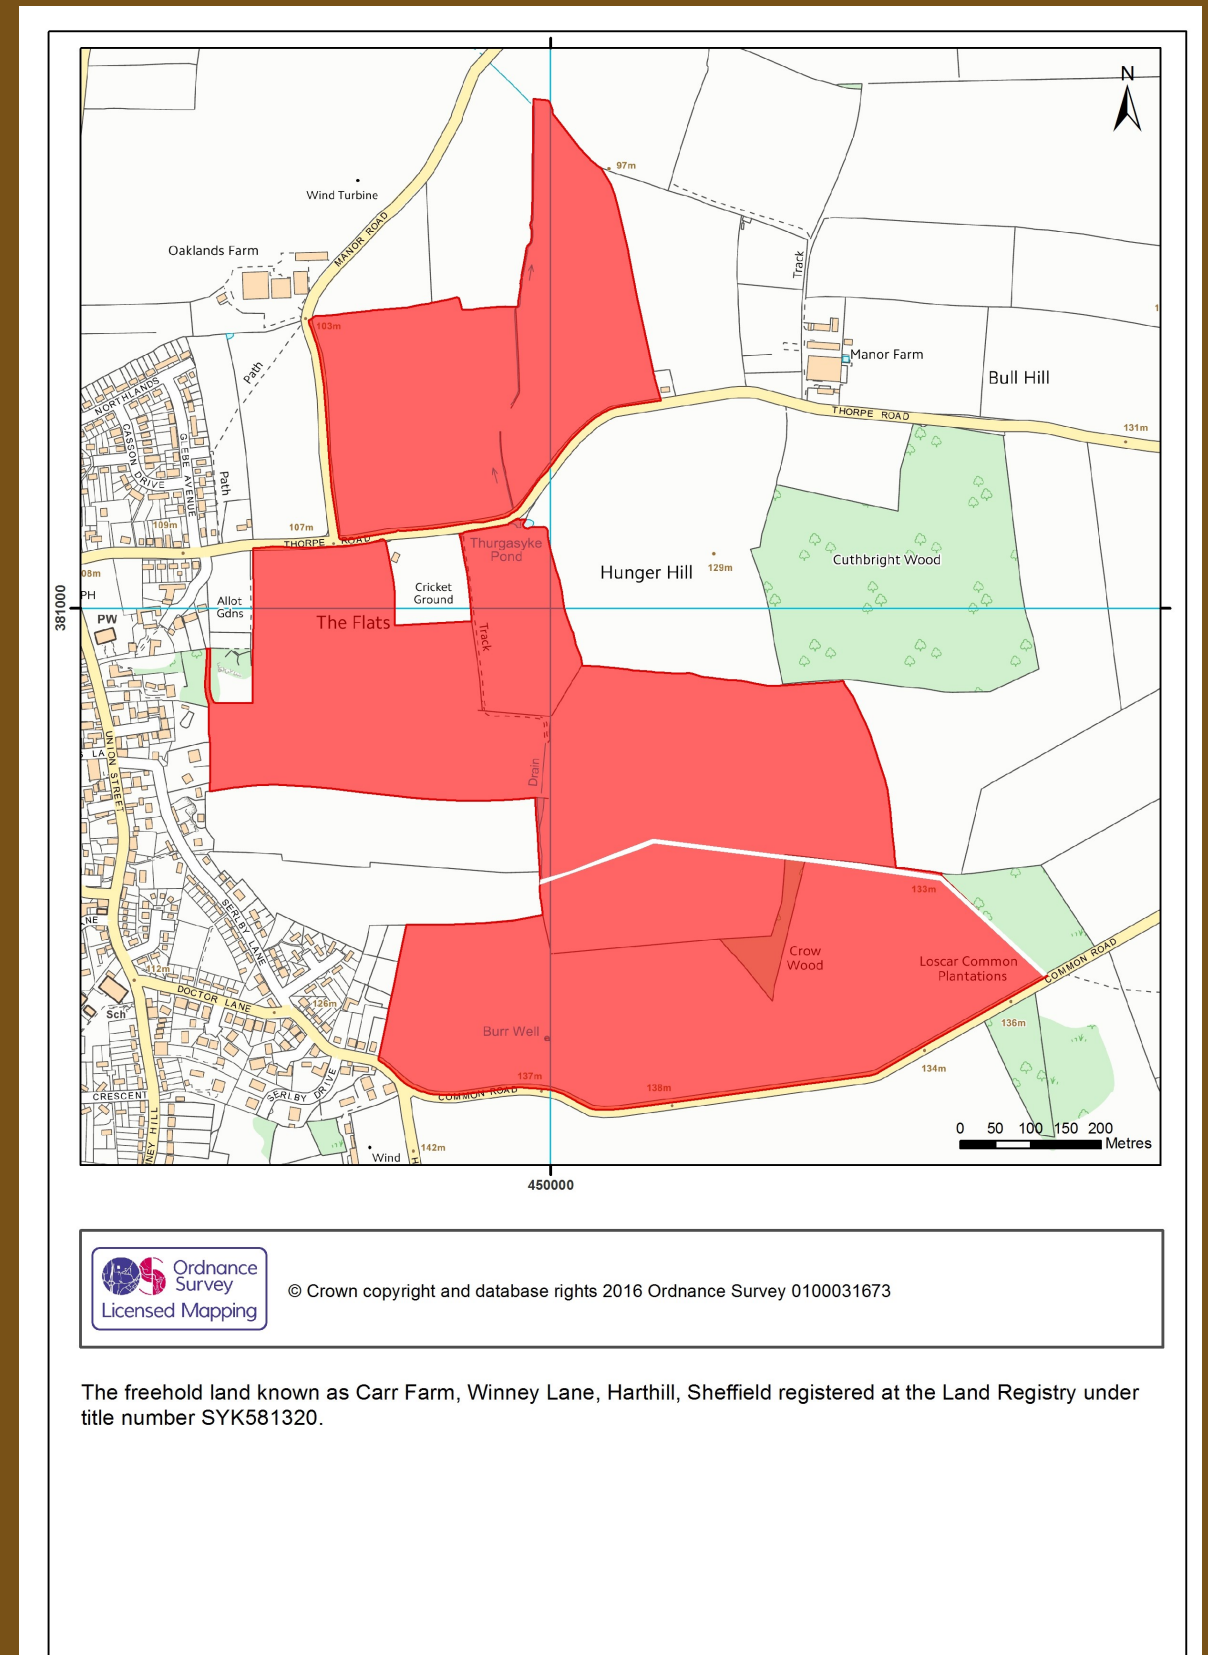 N
97m
Wind Turbine
MANOR ROAD
Oaklands Farm
Track
103m
Manor Farm
Path
Bull Hill
NORTHLANDS
THORPE ROAD
131m
CASSON DRIVE
GLEBE AVENUE
Path
109m
107m
THORPE ROAD
Thurgasyke
Pond
Cuthbright Wood
Hunger Hill
129m
08m
Cricket
Ground
PH
Allot
Gdns
381000
PW
The Flats
Track
UNION STREET
LA
Drain
133m
SERLBY LANE
NE
Crow
Wood
Loscar Common
Plantations
COMMON ROAD
112m
DOCTOR LANE
126m
Sch
Burr Well
136m
137m
134m
138m
CRESCENT
SERLBY DRIVE
COMMON ROAD
0 50 100 150 200
Metres
NEY HILL
142m
Wind
H
450000
Ordnance
Survey
Licensed Mapping
© Crown copyright and database rights 2016 Ordnance Survey 0100031673
The freehold land known as Carr Farm, Winney Lane, Harthill, Sheffield registered at the Land Registry under
title number SYK581320.